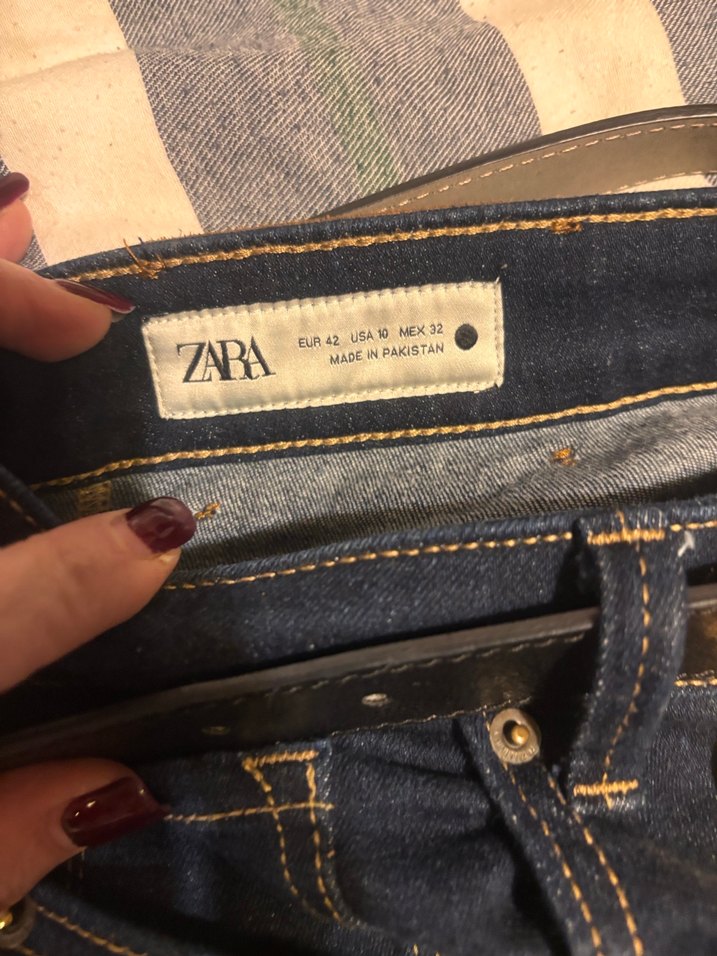 ZARA
EUR 42 USA 10 MEX 32
MADE IN PAKISTAN